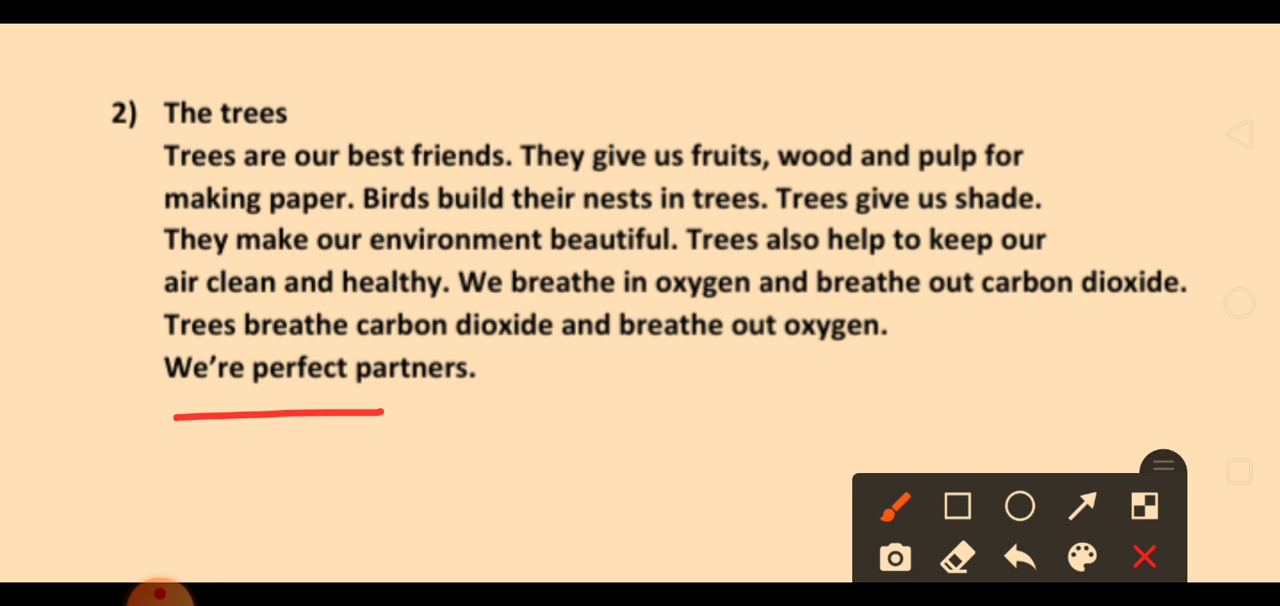 2) The trees
Trees are our best friends. They give us fruits, wood and pulp for
making paper. Birds build their nests in trees. Trees give us shade.
They make our environment beautiful. Trees also help to keep our
air clean and healthy. We breathe in oxygen and breathe out carbon dioxide.
Trees breathe carbon dioxide and breathe out oxygen.
We're perfect partners.